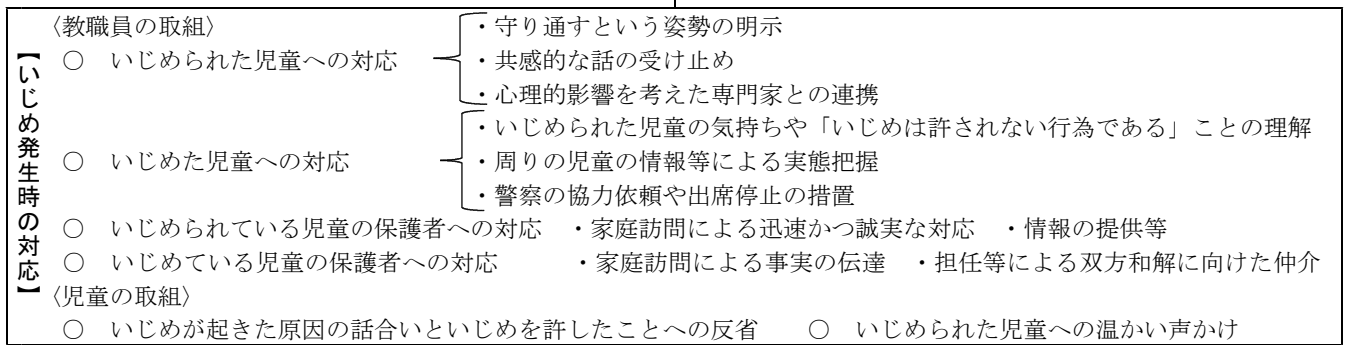 【いじめ発生時の対応】
〈教職員の取組〉
○ いじめられた児童への対応
・守り通すという姿勢の明示
・共感的な話の受け止め
・心理的影響を考えた専門家との連携
○ いじめた児童への対応
・いじめられた児童の気持ちや「いじめは許されない行為である」ことの理解
・周りの児童の情報等による実態把握
・警察の協力依頼や出席停止の措置
○ いじめられている児童の保護者への対応 ・家庭訪問による迅速かつ誠実な対応 ・情報の提供等
○ いじめている児童の保護者への対応 ・家庭訪問による事実の伝達 ・担任等による双方和解に向けた仲介
〈児童の取組〉
○ いじめが起きた原因の話合いといじめを許したことへの反省 ○ いじめられた児童への温かい声かけ